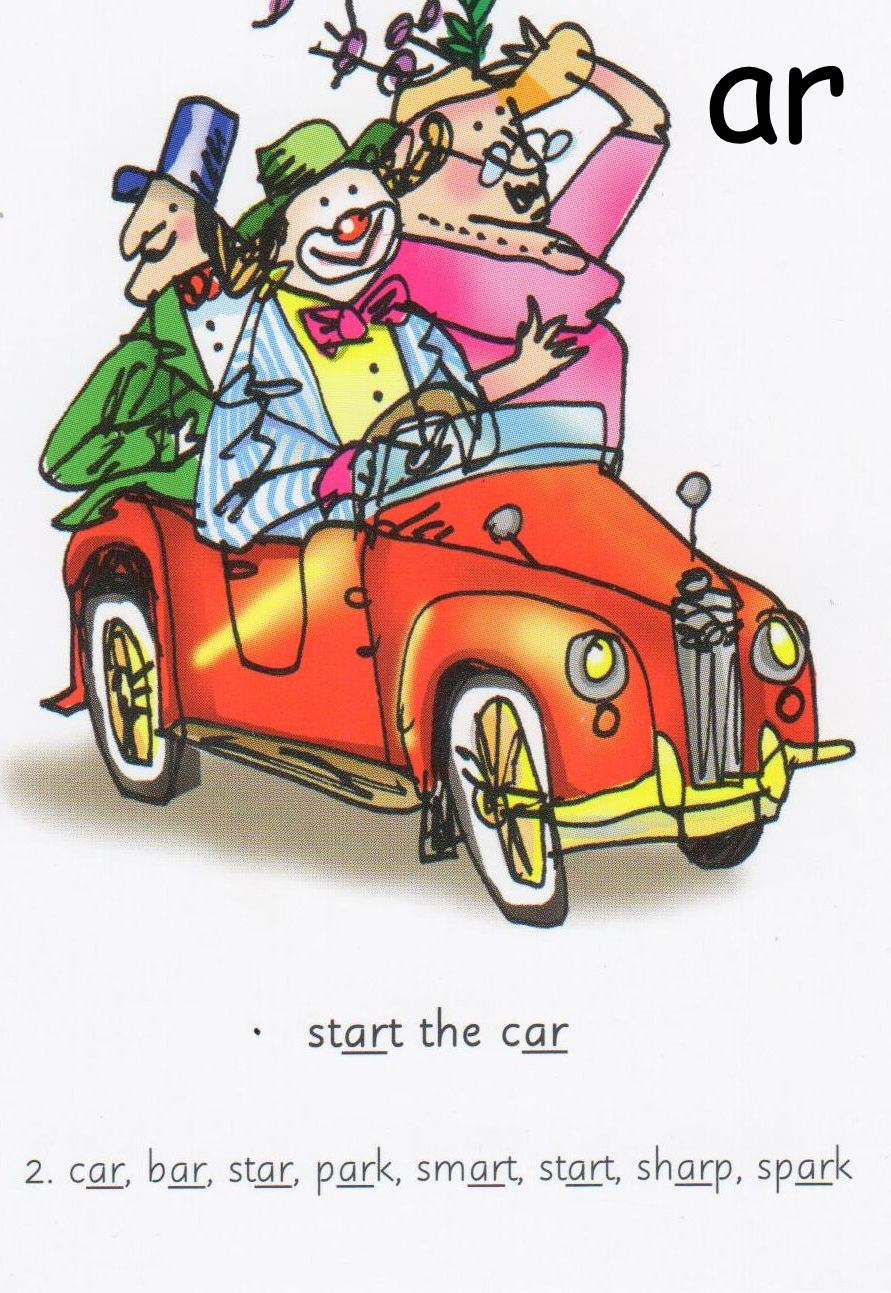 ar
· start the car
2. car, bar, star, park, smart, start, sharp, spark